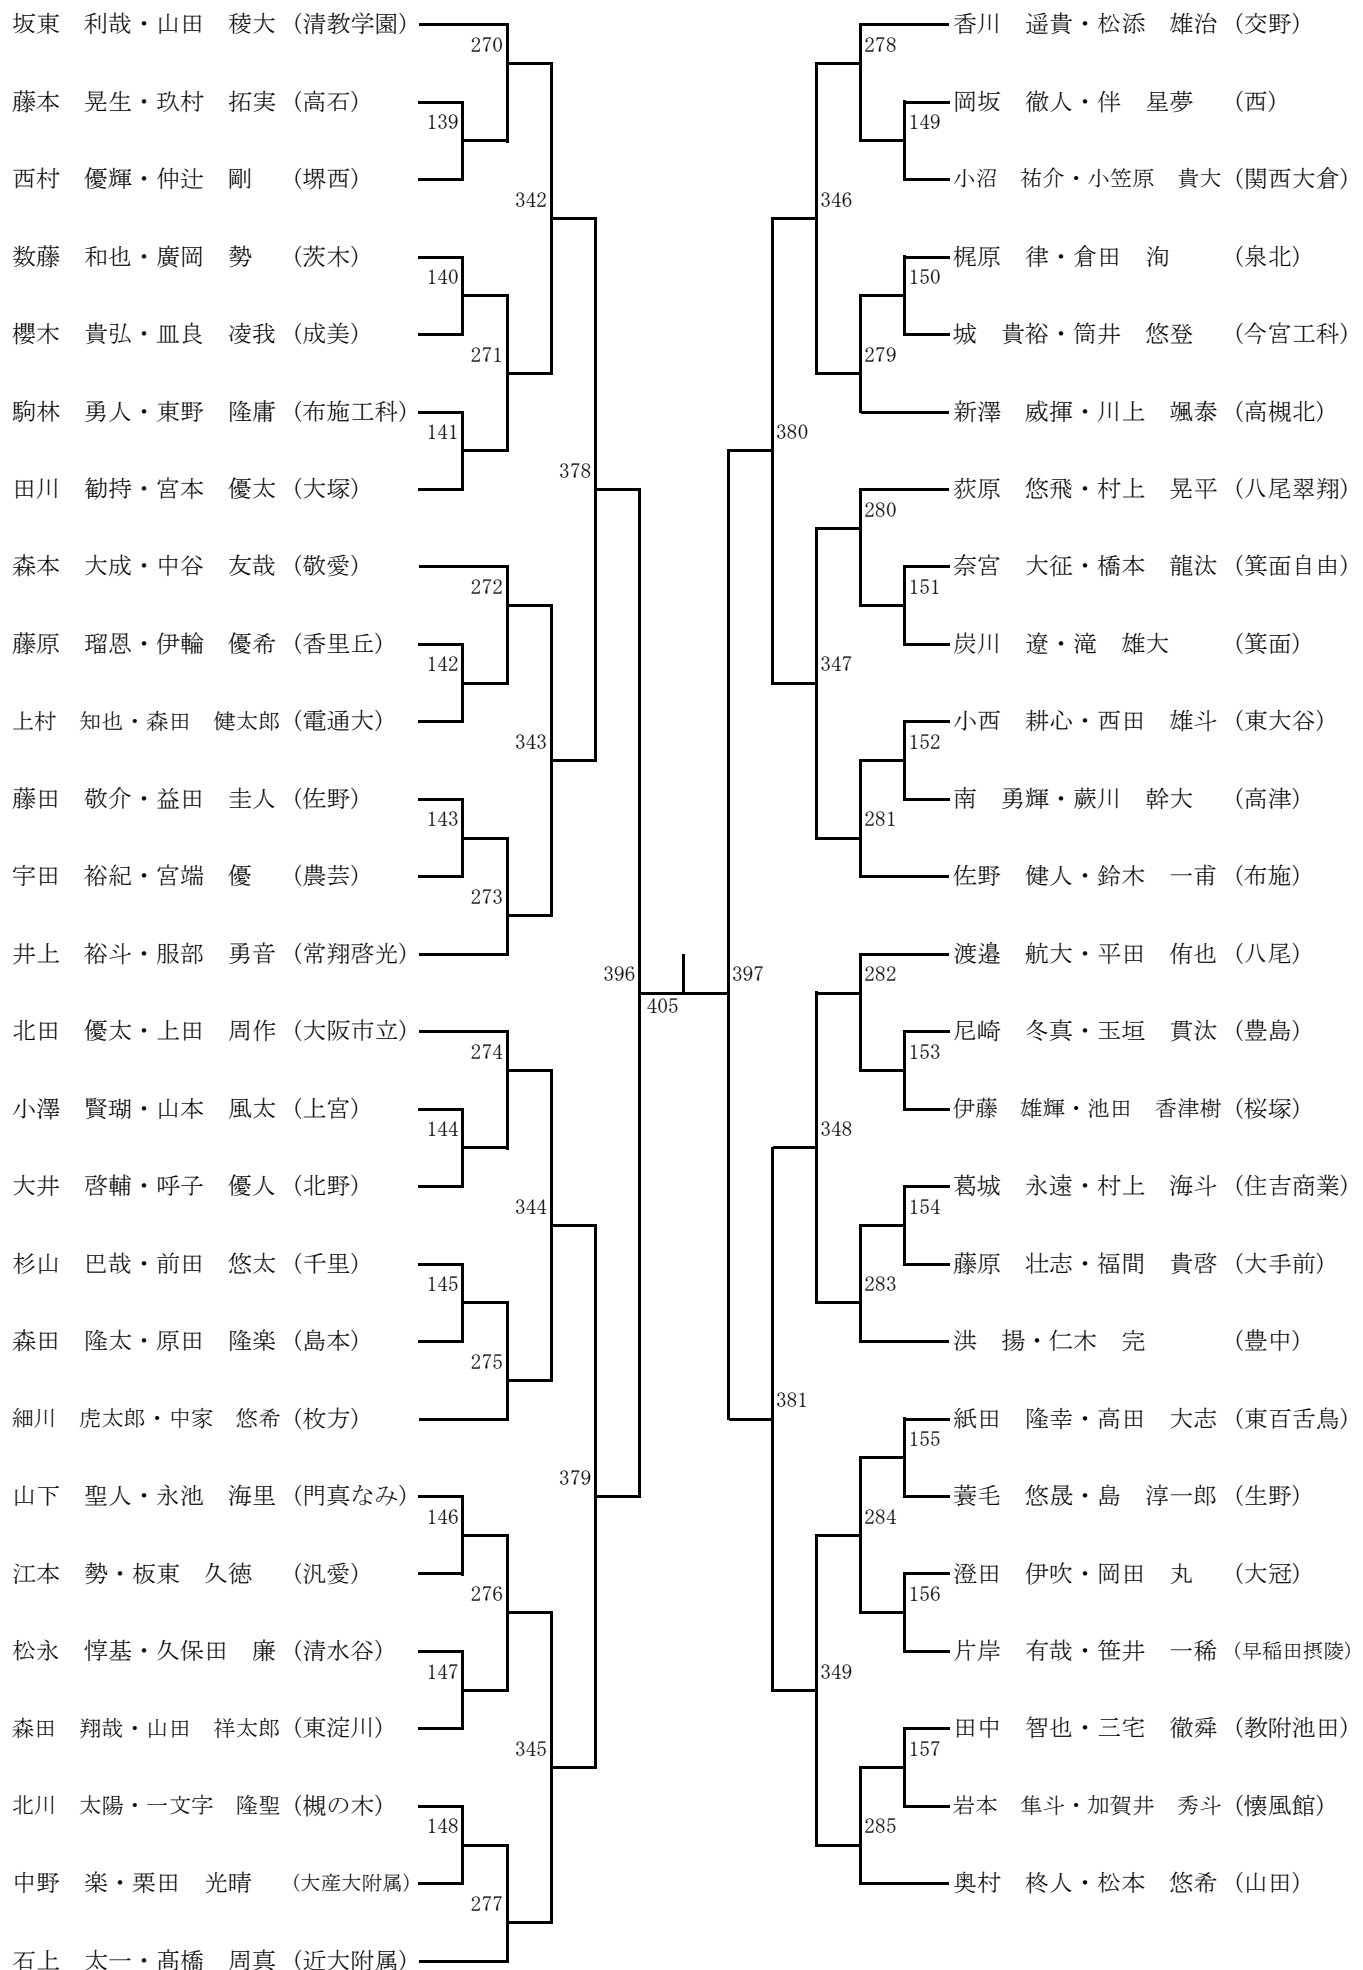 坂東　利哉・山田　稜大（清教学園）
270
藤本　晃生・玖村　拓実（高石）
139
西村　優輝・仲辻　剛　（堺西）
342
数藤　和也・廣岡　勢　（茨木）
140
櫻木　貴弘・皿良　凌我（成美）
271
駒林　勇人・東野　隆庸（布施工科）
141
378
田川　勧持・宮本　優太（大塚）
森本　大成・中谷　友哉（敬愛）
272
藤原　瑠恩・伊輪　優希（香里丘）
142
上村　知也・森田　健太郎（電通大）
343
藤田　敬介・益田　圭人（佐野）
143
宇田　裕紀・宮端　優　（農芸）
273
井上　裕斗・服部　勇音（常翔啓光）
396
405
北田　優太・上田　周作（大阪市立）
274
小澤　賢瑚・山本　風太（上宮）
144
大井　啓輔・呼子　優人（北野）
344
杉山　巴哉・前田　悠太（千里）
145
森田　隆太・原田　隆楽（島本）
275
細川　虎太郎・中家　悠希（枚方）
379
山下　聖人・永池　海里（門真なみ）
146
江本　勢・板東　久徳　（汎愛）
276
松永　惇基・久保田　廉（清水谷）
147
森田　翔哉・山田　祥太郎（東淀川）
345
北川　太陽・一文字　隆聖（槻の木）
148
中野　楽・栗田　光晴　（大産大附属）
277
石上　太一・髙橋　周真（近大附属）
香川　遥貴・松添　雄治（交野）
278
岡坂　徹人・伴　星夢　（西）
149
小沼　祐介・小笠原　貴大（関西大倉）
346
梶原　律・倉田　洵　（泉北）
150
城　貴裕・筒井　悠登　（今宮工科）
279
新澤　威揮・川上　颯泰（高槻北）
380
荻原　悠飛・村上　晃平（八尾翠翔）
280
奈宮　大征・橋本　龍汰（箕面自由）
151
炭川　遼・滝　雄大　（箕面）
347
小西　耕心・西田　雄斗（東大谷）
152
南　勇輝・蕨川　幹大　（高津）
281
佐野　健人・鈴木　一甫（布施）
渡邉　航大・平田　侑也（八尾）
397
282
尼崎　冬真・玉垣　貫汰（豊島）
153
伊藤　雄輝・池田　香津樹（桜塚）
348
葛城　永遠・村上　海斗（住吉商業）
154
藤原　壮志・福間　貴啓（大手前）
283
洪　揚・仁木　完　（豊中）
381
紙田　隆幸・高田　大志（東百舌鳥）
155
蓑毛　悠晟・島　淳一郎（生野）
284
澄田　伊吹・岡田　丸　（大冠）
156
片岸　有哉・笹井　一稀（早稲田摂陵）
349
田中　智也・三宅　徹舜（教附池田）
157
岩本　隼斗・加賀井　秀斗（懐風館）
285
奥村　柊人・松本　悠希（山田）